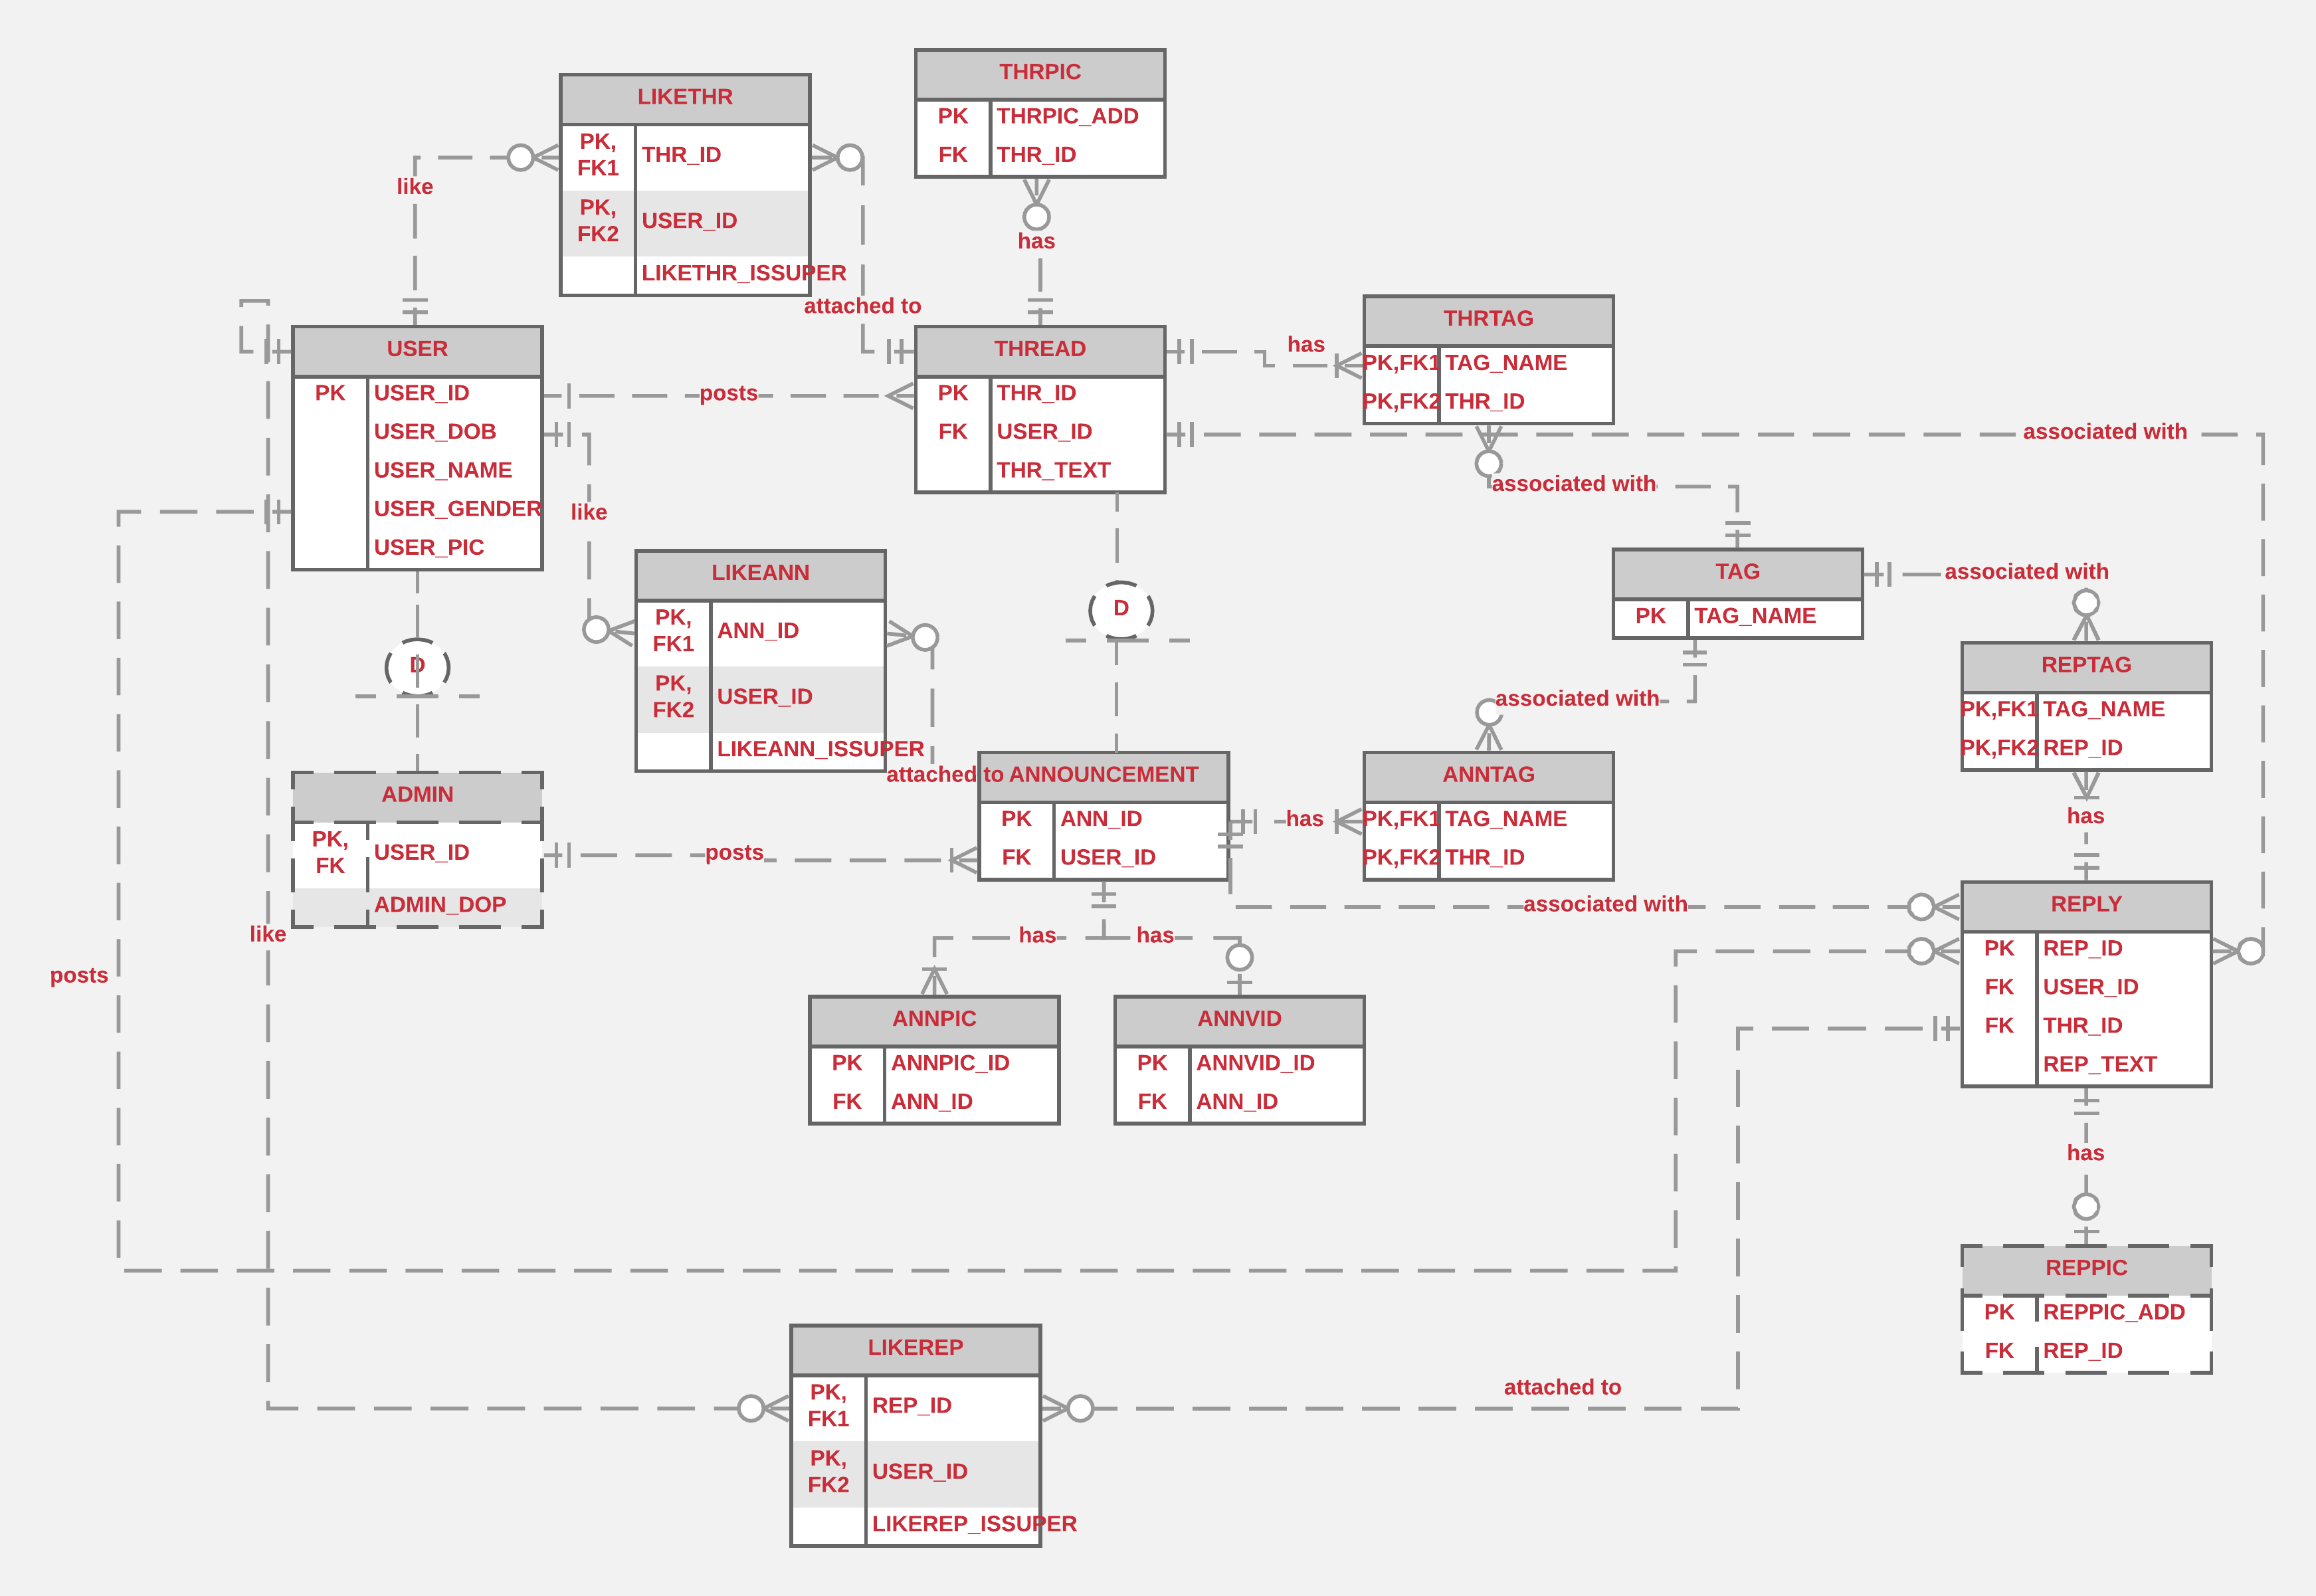 THRPIC
PK THRPIC_ADD
FK THR_ID
LIKETHR
PK,
FK1
THR_ID
PK,
FK2
USER_ID
LIKETHR_ISSUPER
like
has
attached to
USER
PK USER_ID
USER_DOB
USER_NAME
USER_GENDER
USER_PIC
posts
THREAD
PK THR_ID
FK USER_ID
THR_TEXT
has
THRTAG
PK,FK1 TAG_NAME
PK,FK2 THR_ID
associated with
associated with
like
LIKEANN
PK,
FK1
ANN_ID
PK,
FK2
USER_ID
LIKEANN_ISSUPER
D
D
TAG
PK TAG_NAME
associated with
associated with
REPTAG
PK,FK1 TAG_NAME
PK,FK2 REP_ID
has
ADMIN
PK,
FK
USER_ID
ADMIN_DOP
posts
attached to
ANNOUNCEMENT
PK ANN_ID
FK USER_ID
has
ANNTAG
PK,FK1 TAG_NAME
PK,FK2 THR_ID
associated with
REPLY
PK REP_ID
FK USER_ID
FK THR_ID
REP_TEXT
like
posts
has
has
ANNPIC
PK ANNPIC_ID
FK ANN_ID
ANNVID
PK ANNVID_ID
FK ANN_ID
has
REPPIC
PK REPPIC_ADD
FK REP_ID
LIKEREP
PK,
FK1
REP_ID
PK,
FK2
USER_ID
LIKEREP_ISSUPER
attached to